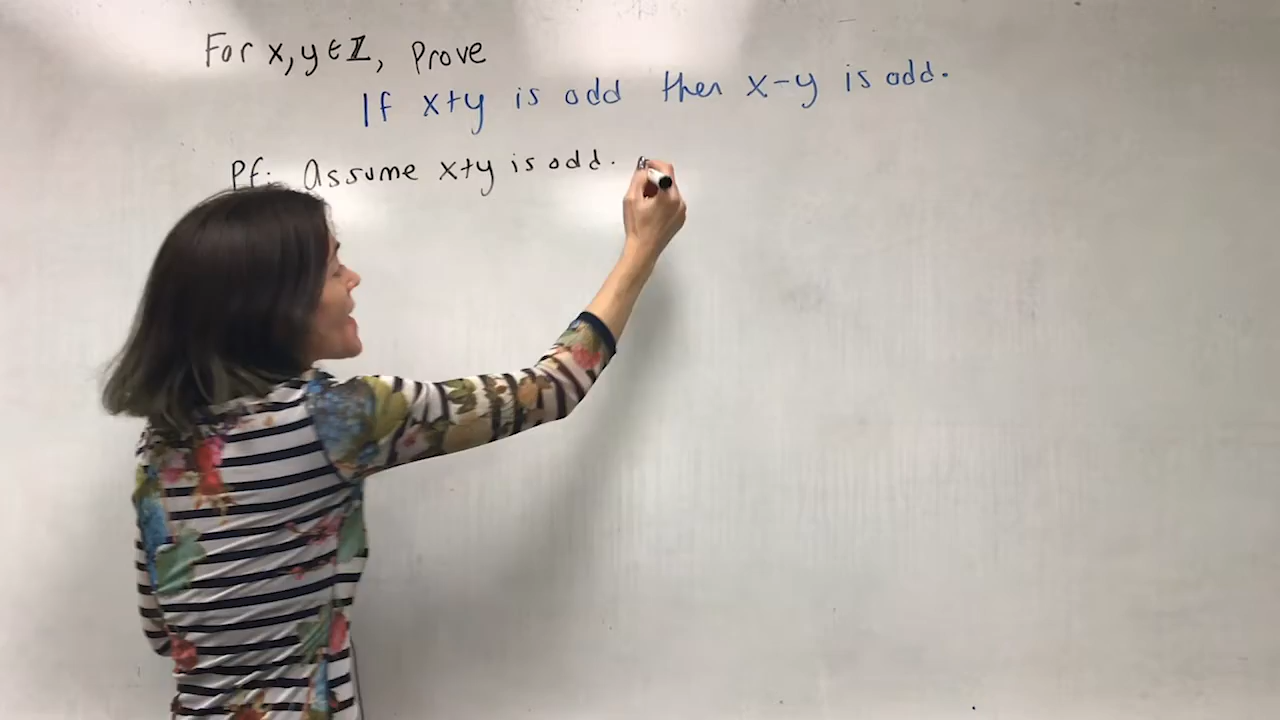 For x, y ∈ ℤ, Prove
If x+y is odd then x-y is odd.
Pf: Assume x+y is odd.